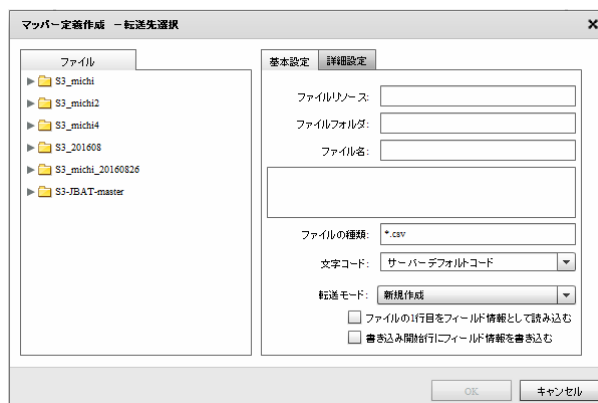 マッパー定義作成 －転送先選択
ファイル
S3_michi
S3_michi2
S3_michi4
S3_201608
S3_michi_20160826
S3-JBAT-master
基本設定 詳細設定
ファイルリソース:
ファイルフォルダ:
ファイル名:
ファイルの種類: *.csv
文字コード: サーバーデフォルトコード
転送モード: 新規作成
ファイルの1行目をフィールド情報として読み込む
書き込み開始行にフィールド情報を書き込む
OK キャンセル